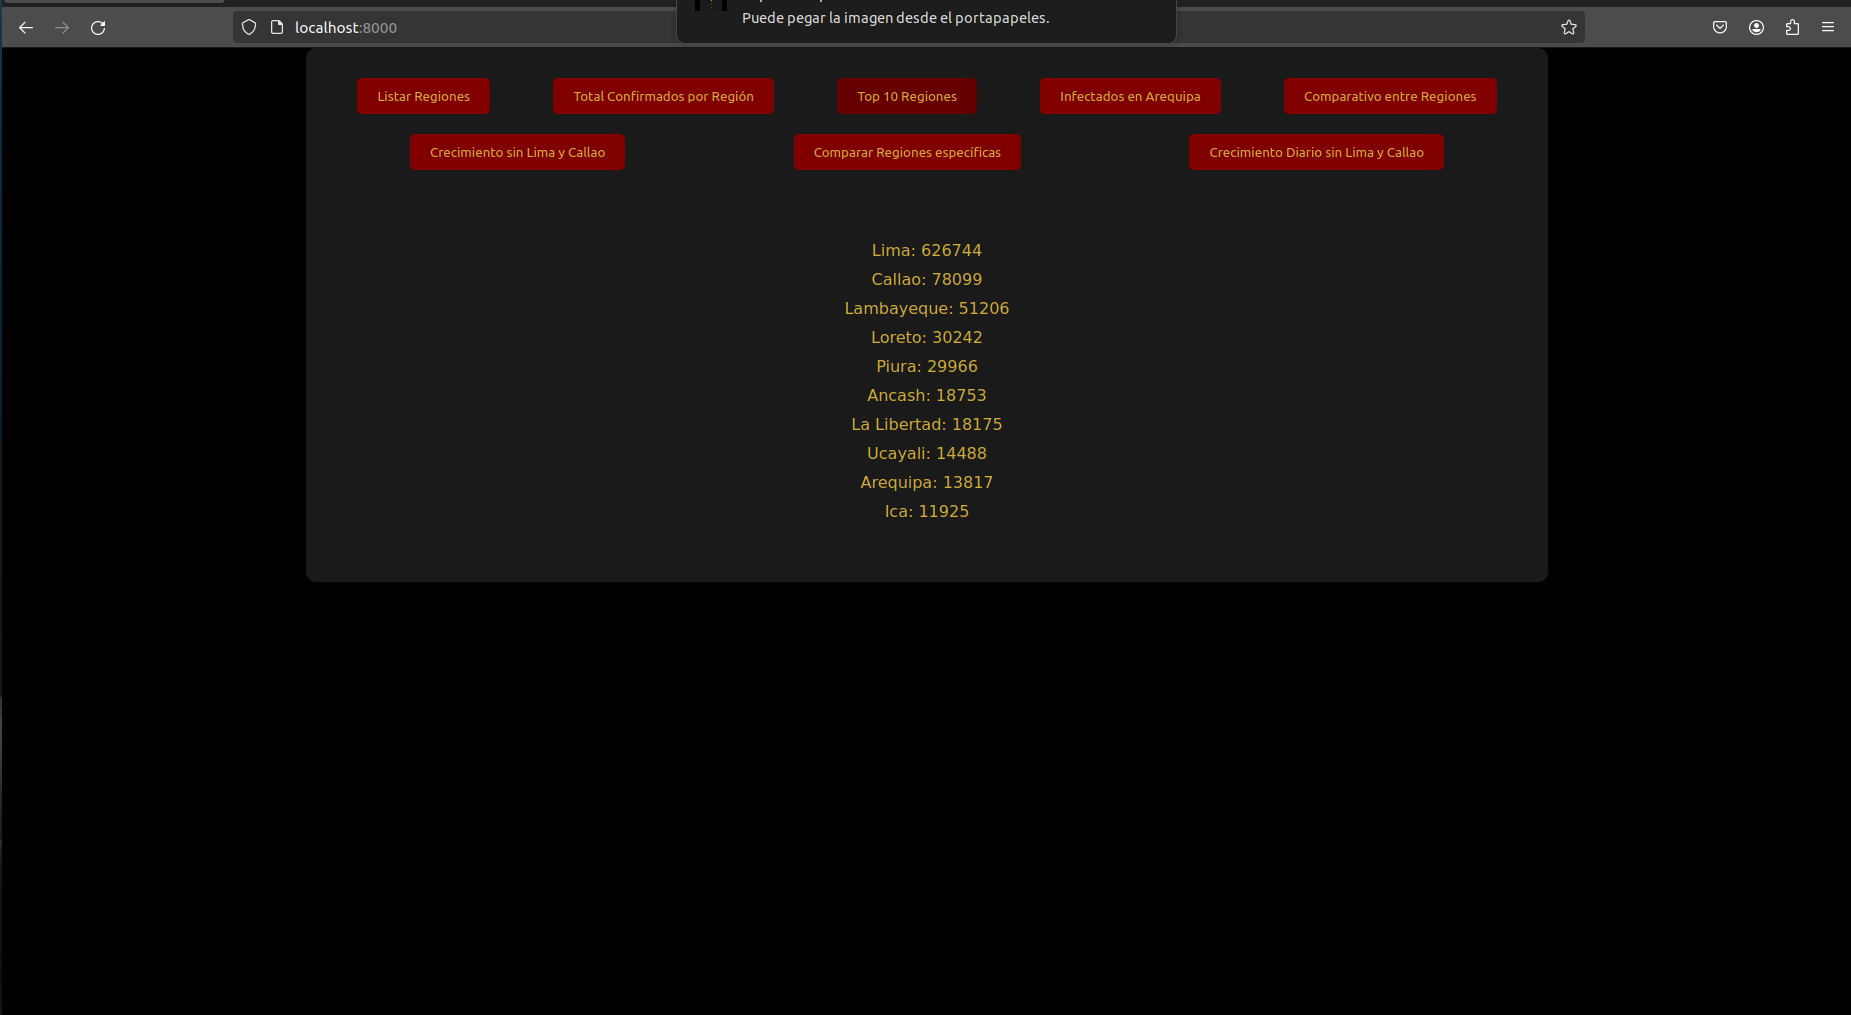 Puede pegar la imagen desde el portapapeles.
localhost:8000
Listar Regiones
Total Confirmados por Región
Top 10 Regiones
Infectados en Arequipa
Comparativo entre Regiones
Crecimiento sin Lima y Callao
Comparar Regiones específicas
Crecimiento Diario sin Lima y Callao
Lima: 626744
Callao: 78099
Lambayeque: 51206
Loreto: 30242
Piura: 29966
Ancash: 18753
La Libertad: 18175
Ucayali: 14488
Arequipa: 13817
Ica: 11925